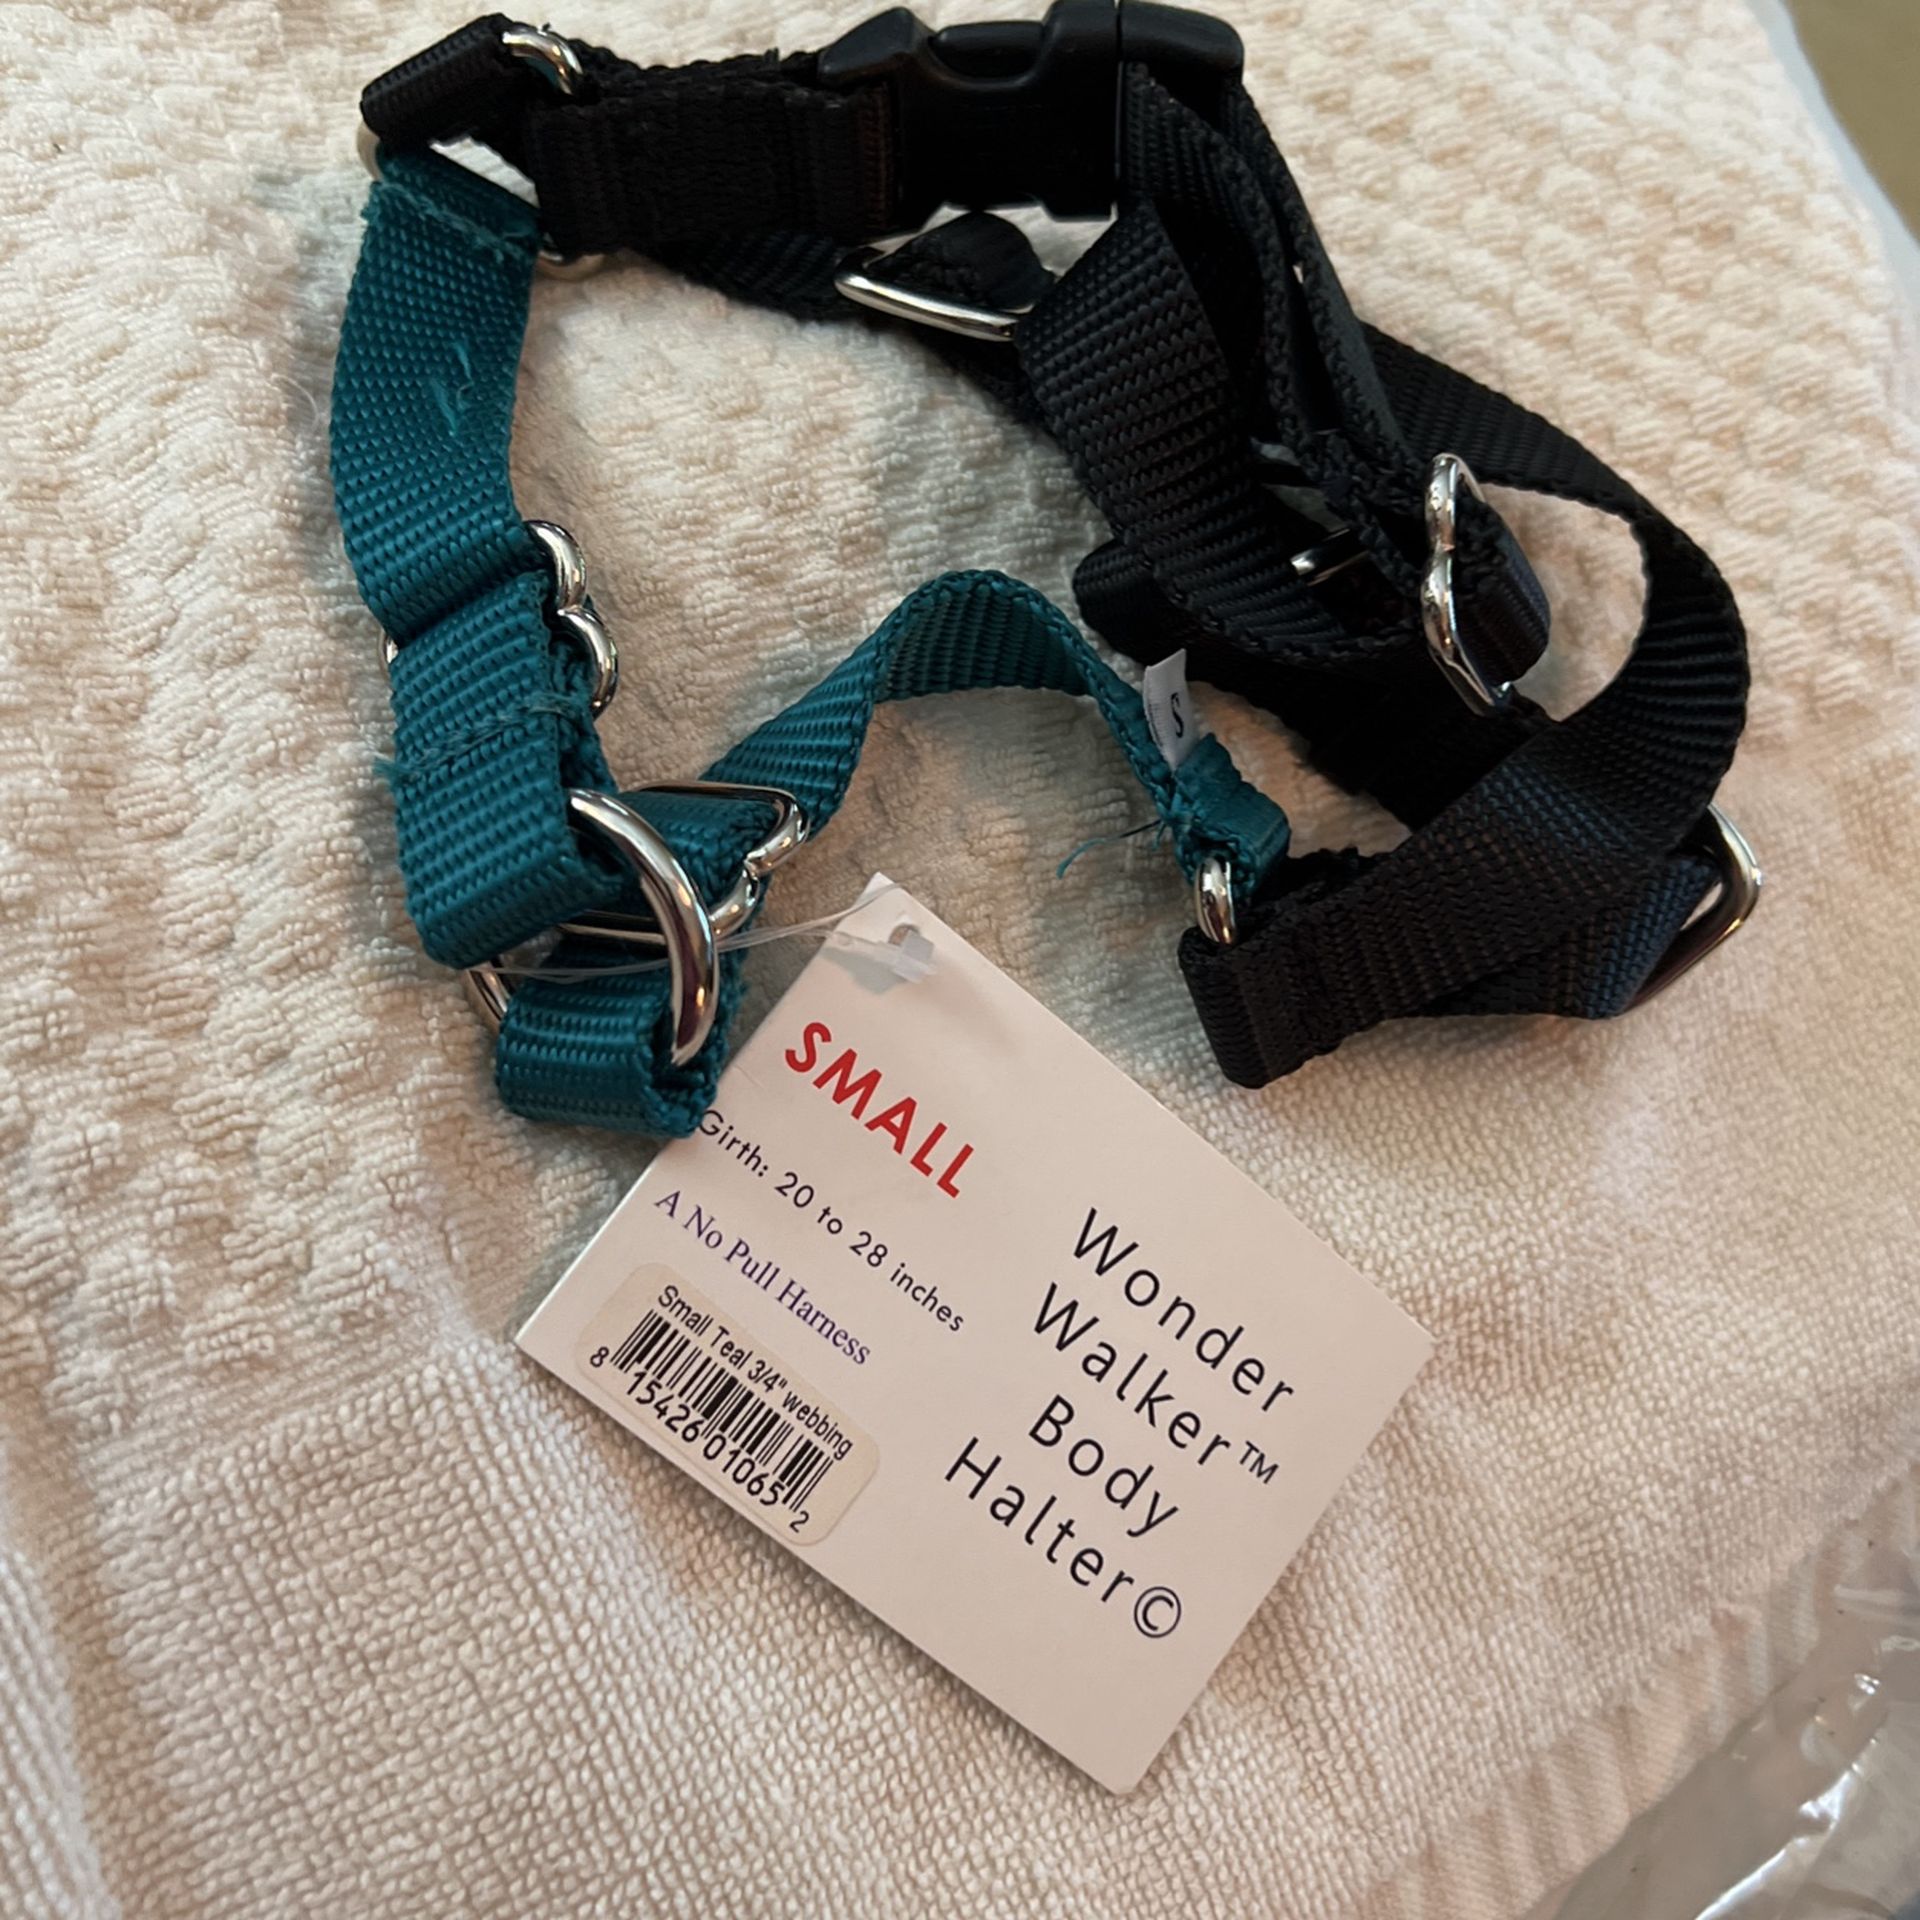 S
SMALL
Girth: 20 to 28 inches
A No Pull Harness
Small Teal 3/4" webbing
8 15426 01065 2
Wonder
Walker™
Body
Halter©